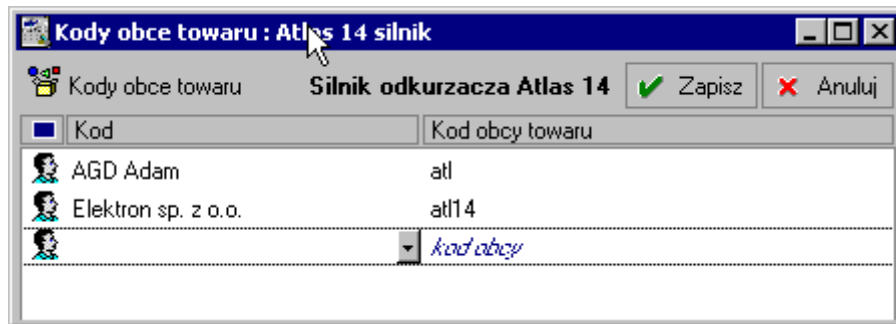 Kody obce towaru : Atlas 14 silnik
Kody obce towaru Silnik odkurzacza Atlas 14 Zapisz Anuluj
Kod Kod obcy towaru
AGD Adam atl
Elektron sp. z o.o. atl14
kod obcy